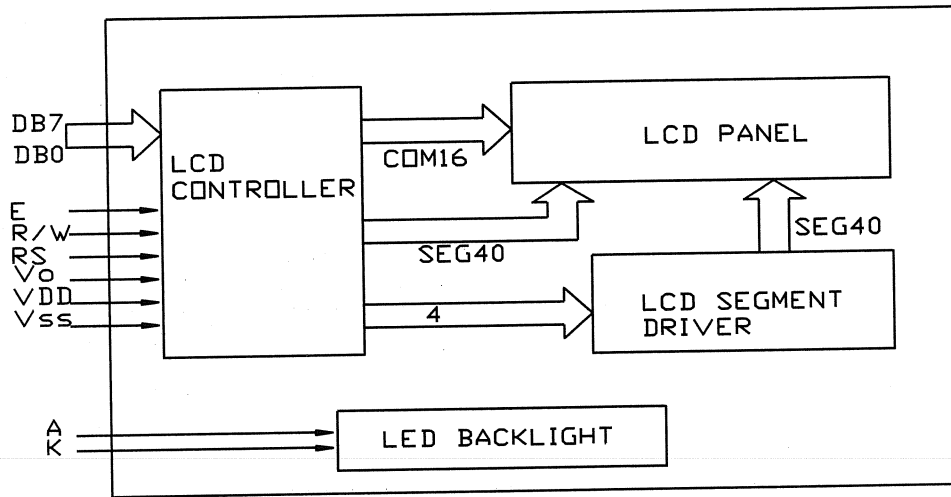 DB7
DB0
LCD
CONTROLLER
COM16
LCD PANEL
E
R/W
RS
Vo
VDD
Vss
SEG40
SEG40
4
LCD SEGMENT
DRIVER
A
K
LED BACKLIGHT